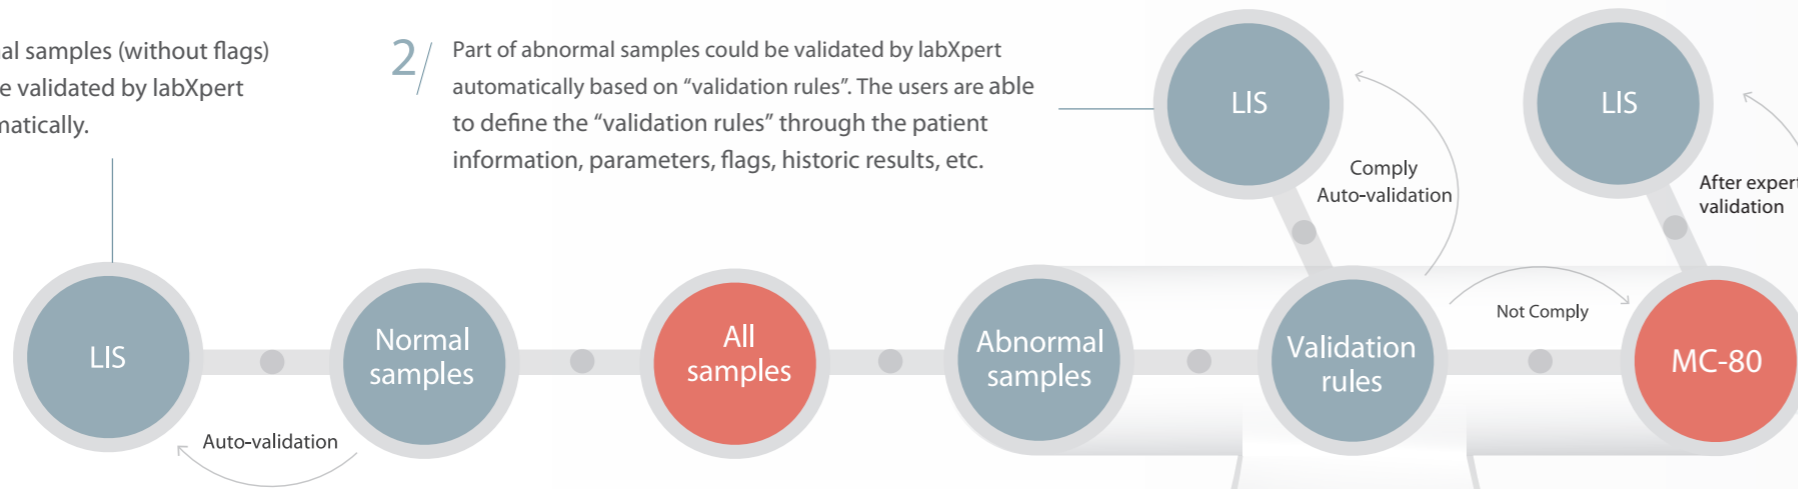 al samples (without flags)
e validated by labXpert
matically.
2/
Part of abnormal samples could be validated by labXpert
automatically based on “validation rules”. The users are able
to define the “validation rules” through the patient
information, parameters, flags, historic results, etc.
LIS
LIS
Comply
Auto-validation
After expert
validation
LIS
Normal
samples
All
samples
Abnormal
samples
Validation
rules
Not Comply
MC-80
Auto-validation